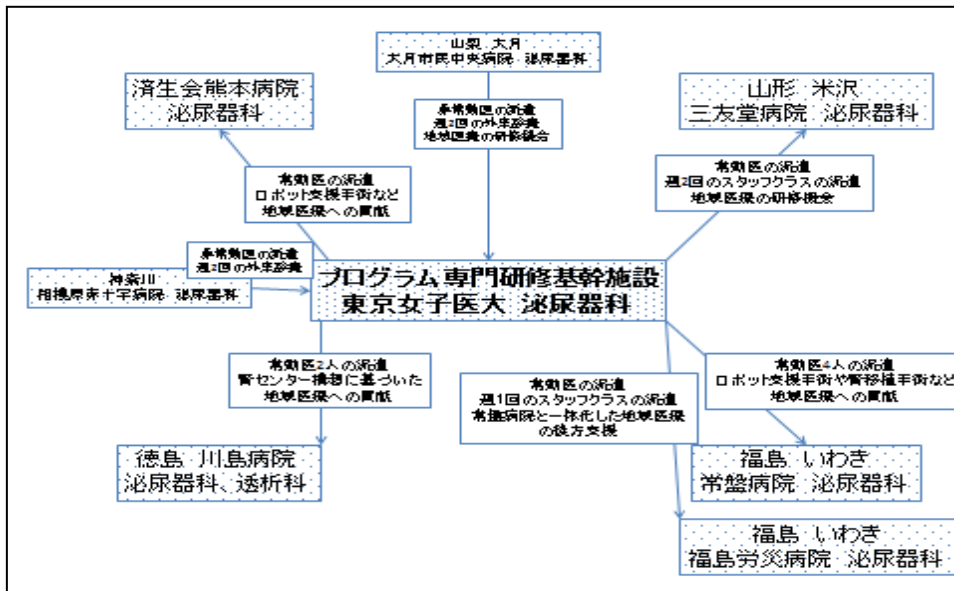 山梨 大月
大月市民中央病院 泌尿器科
済生会熊本病院
泌尿器科
非常勤医の派遣
週2回の外来診療
地域医療の研修機会
山形 米沢
三友堂病院 泌尿器科
常勤医の派遣
ロボット支援手術など
地域医療への貢献
常勤医の派遣
週2回のスタッフクラスの派遣
地域医療の研修機会
非常勤医の派遣
週2回の外来診療
神奈川
相模原赤十字病院 泌尿器科
プログラム専門研修基幹施設
東京女子医大 泌尿器科
常勤医2人の派遣
腎センター構想に基づいた
地域医療への貢献
常勤医の派遣
週1回のスタッフクラスの派遣
常磐病院と一体化した地域医療
の後方支援
常勤医4人の派遣
ロボット支援手術や腎移植手術など
地域医療への貢献
徳島 川島病院
泌尿器科、透析科
福島 いわき
常盤病院 泌尿器科
福島 いわき
福島労災病院 泌尿器科